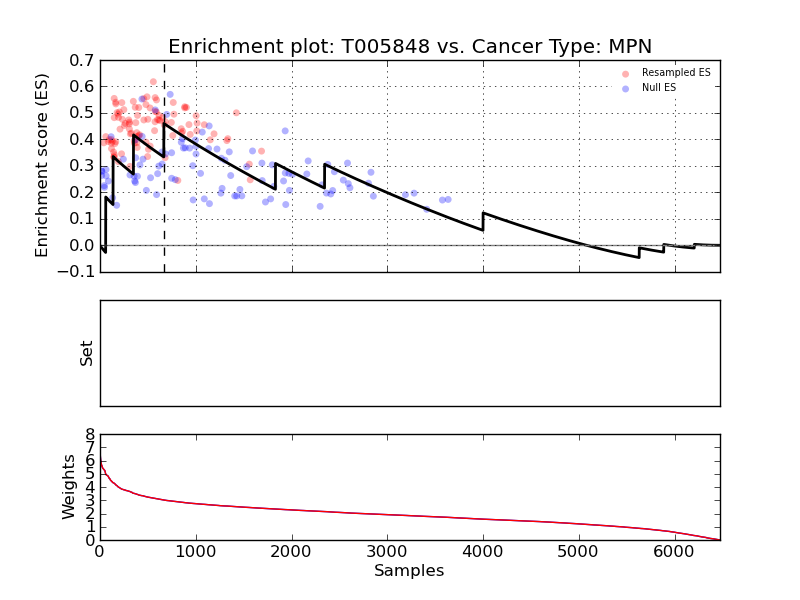 Enrichment plot: T005848 vs. Cancer Type: MPN
Enrichment score (ES)
0.7
0.6
0.5
0.4
0.3
0.2
0.1
0.0
−0.1
Resampled ES
Null ES
Set
Weights
8
7
6
5
4
3
2
1
0
0 1000 2000 3000 4000 5000 6000
Samples